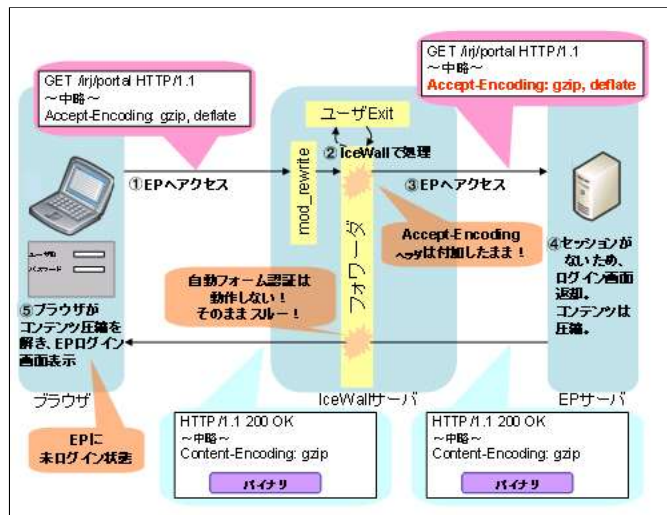 GET /irj/portal HTTP/1.1
～中略～
Accept-Encoding: gzip, deflate
GET /irj/portal HTTP/1.1
～中略～
Accept-Encoding: gzip, deflate
ユーザExit
②IceWallで処理
①EPへアクセス
mod_rewrite
③EPへアクセス
フォワーダ
Accept-Encoding
ヘッダは付加したまま！
④セッションが
ないため、
ログイン画面
返却。
コンテンツは
圧縮。
ユーザID
パスワード
自動フォーム認証は
動作しない！
そのままスルー！
⑤ブラウザが
コンテンツ圧縮を
解き、EPログイン
画面表示
ブラウザ
IceWallサーバ
EPサーバ
EPに
未ログイン状態
HTTP/1.1 200 OK
～中略～
Content-Encoding: gzip
バイナリ
HTTP/1.1 200 OK
～中略～
Content-Encoding: gzip
バイナリ